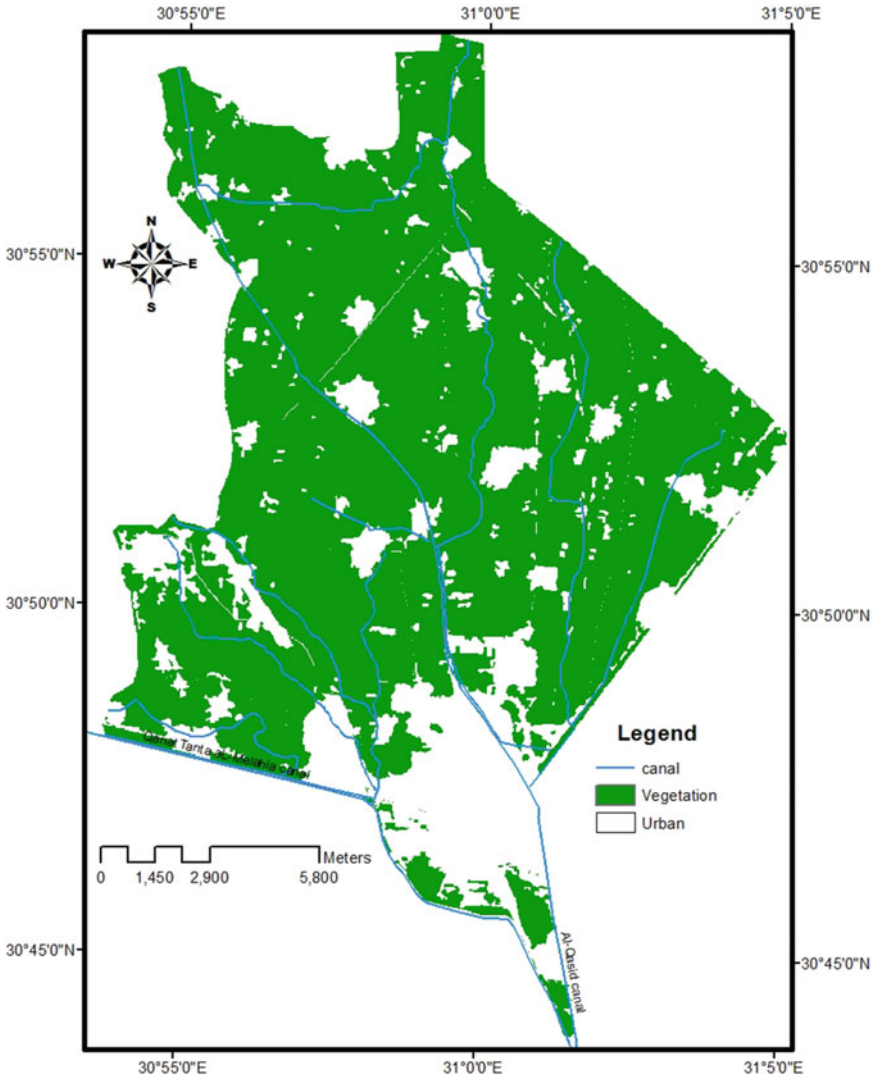 30°55'0"E 31°0'0"E 31°5'0"E
N
W E
S
30°55'0"N 30°55'0"N
30°50'0"N 30°50'0"N
Legend
canal
Vegetation
Urban
Qanat Tanta al-Melahia canal
Meters
0 1,450 2,900 5,800
Al-Qasid canal
30°45'0"N 30°45'0"N
30°55'0"E 31°0'0"E 31°5'0"E